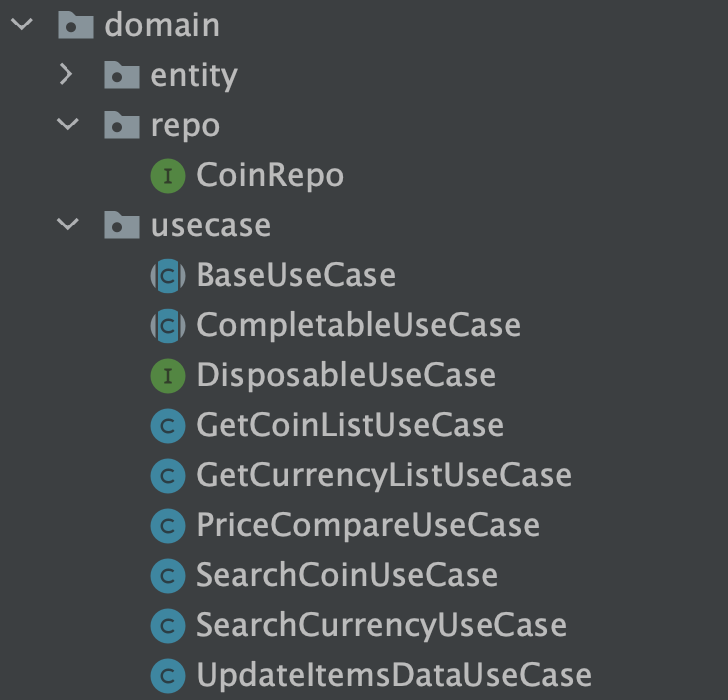 domain
entity
repo
I CoinRepo
usecase
C BaseUseCase
C CompletableUseCase
I DisposableUseCase
C GetCoinListUseCase
C GetCurrencyListUseCase
C PriceCompareUseCase
C SearchCoinUseCase
C SearchCurrencyUseCase
C UpdateItemsDataUseCase